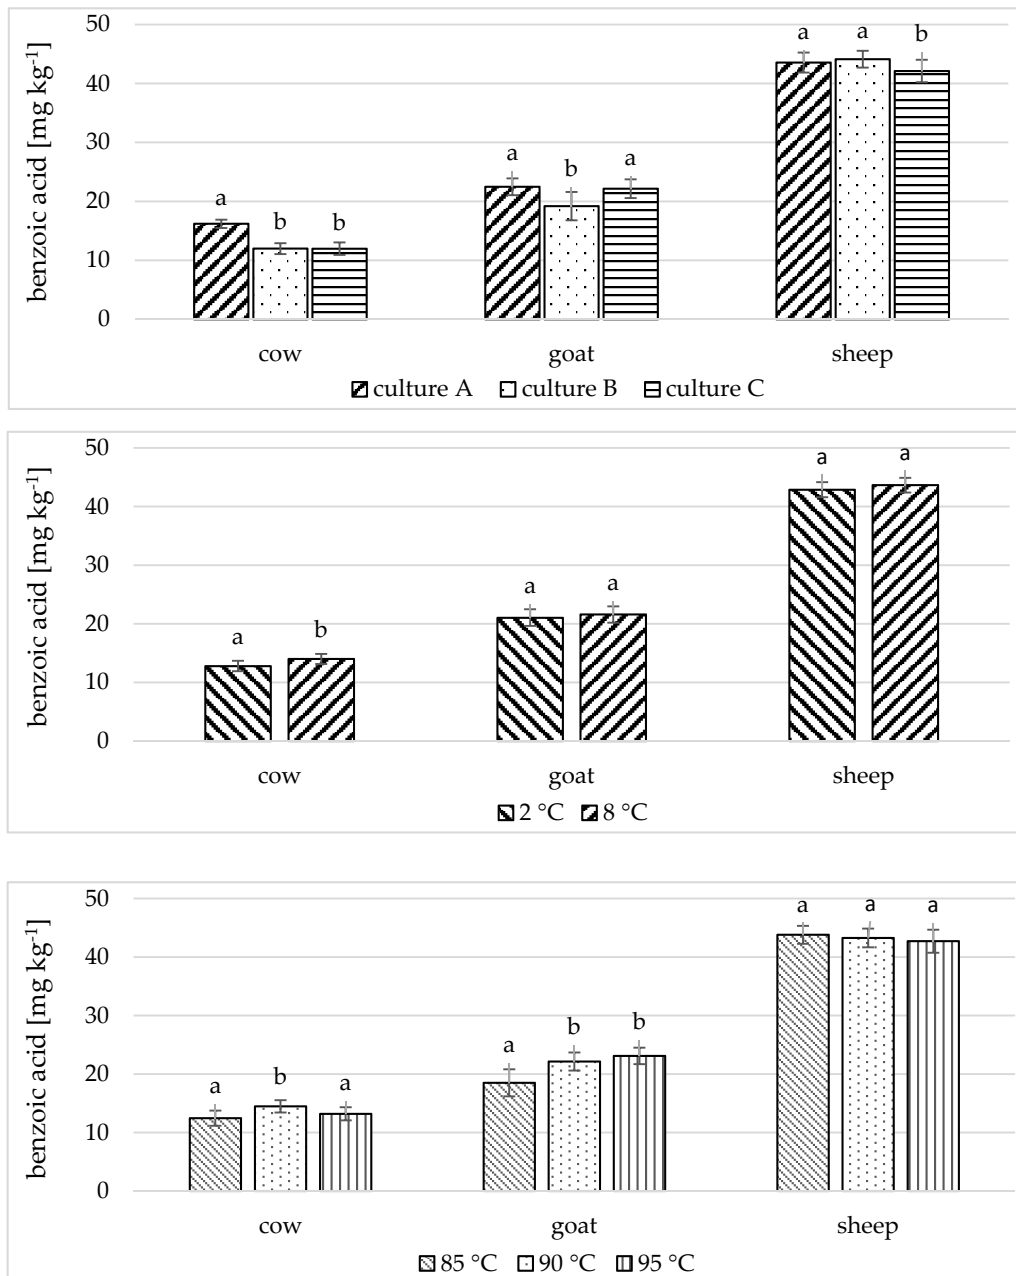 benzoic acid [mg kg⁻¹]
50
40
30
20
10
0
a b b
a b a
a a b
cow goat sheep
culture A culture B culture C
benzoic acid [mg kg⁻¹]
50
40
30
20
10
0
a b
a a
a a
cow goat sheep
2 °C 8 °C
benzoic acid [mg kg⁻¹]
50
40
30
20
10
0
a b a
a b b
a a a
cow goat sheep
85 °C 90 °C 95 °C